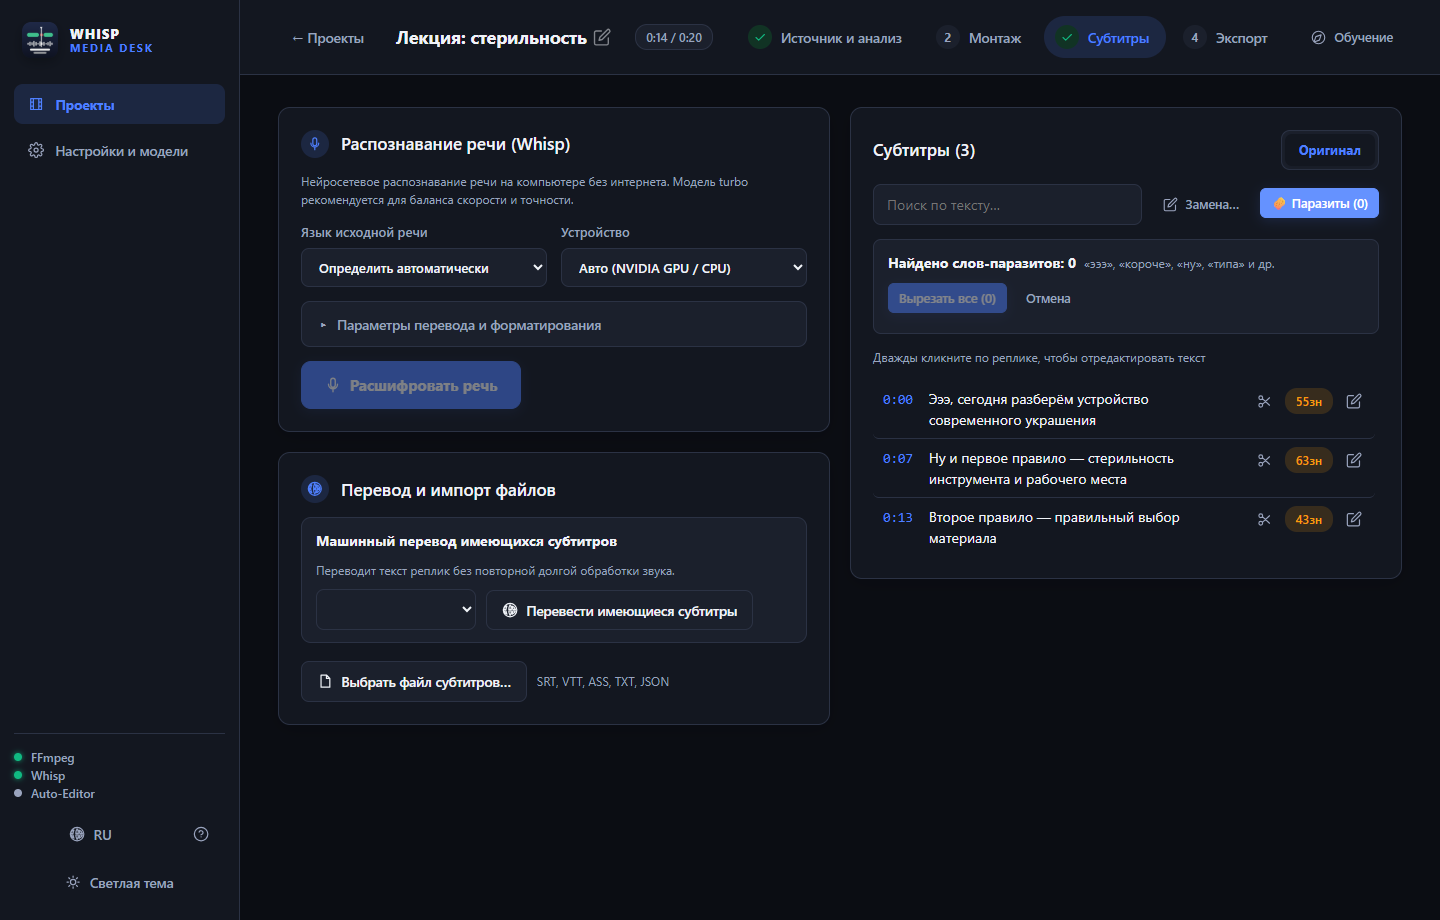 WHISP
MEDIA DESK
Проекты
Настройки и модели
FFmpeg
Whisp
Auto-Editor
RU
Светлая тема
← Проекты
Лекция: стерильность
0:14 / 0:20
Источник и анализ
2 Монтаж
Субтитры
4 Экспорт
Обучение
Распознавание речи (Whisp)
Нейросетевое распознавание речи на компьютере без интернета. Модель turbo
рекомендуется для баланса скорости и точности.
Язык исходной речи
Устройство
Определить автоматически
Авто (NVIDIA GPU / CPU)
Параметры перевода и форматирования
Расшифровать речь
Перевод и импорт файлов
Машинный перевод имеющихся субтитров
Переводит текст реплик без повторной долгой обработки звука.
Перевести имеющиеся субтитры
Выбрать файл субтитров...
SRT, VTT, ASS, TXT, JSON
Субтитры (3)
Оригинал
Поиск по тексту...
Замена...
Паразиты (0)
Найдено слов-паразитов: 0 «эээ», «короче», «ну», «типа» и др.
Вырезать все (0)
Отмена
Дважды кликните по реплике, чтобы отредактировать текст
0:00 Эээ, сегодня разберём устройство
современного украшения
55зн
0:07 Ну и первое правило — стерильность
инструмента и рабочего места
63зн
0:13 Второе правило — правильный выбор
материала
43зн